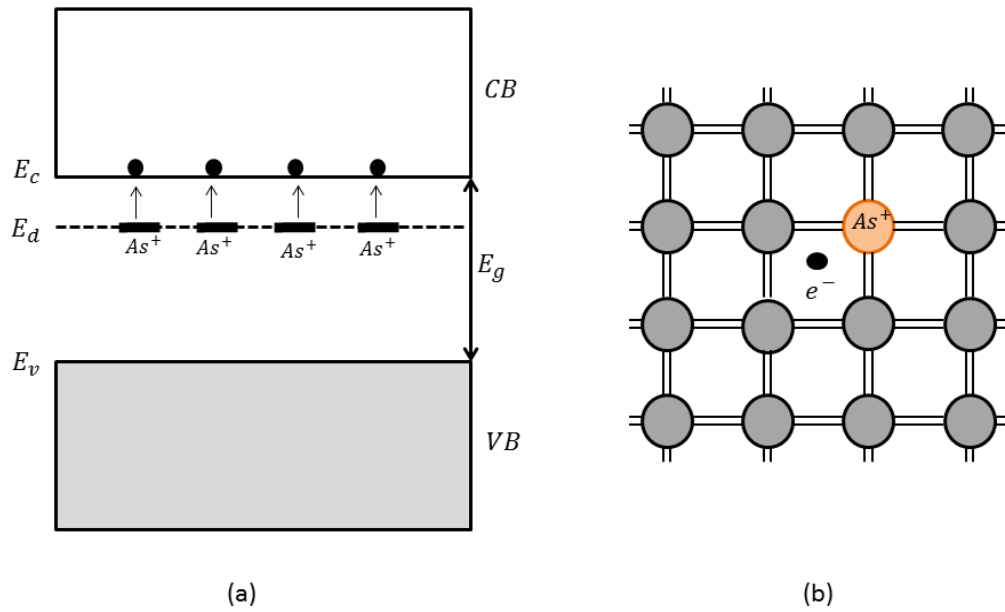 CB
E_c
E_d
As⁺ As⁺ As⁺ As⁺
E_g
E_v
VB
(a)
As⁺
e⁻
(b)